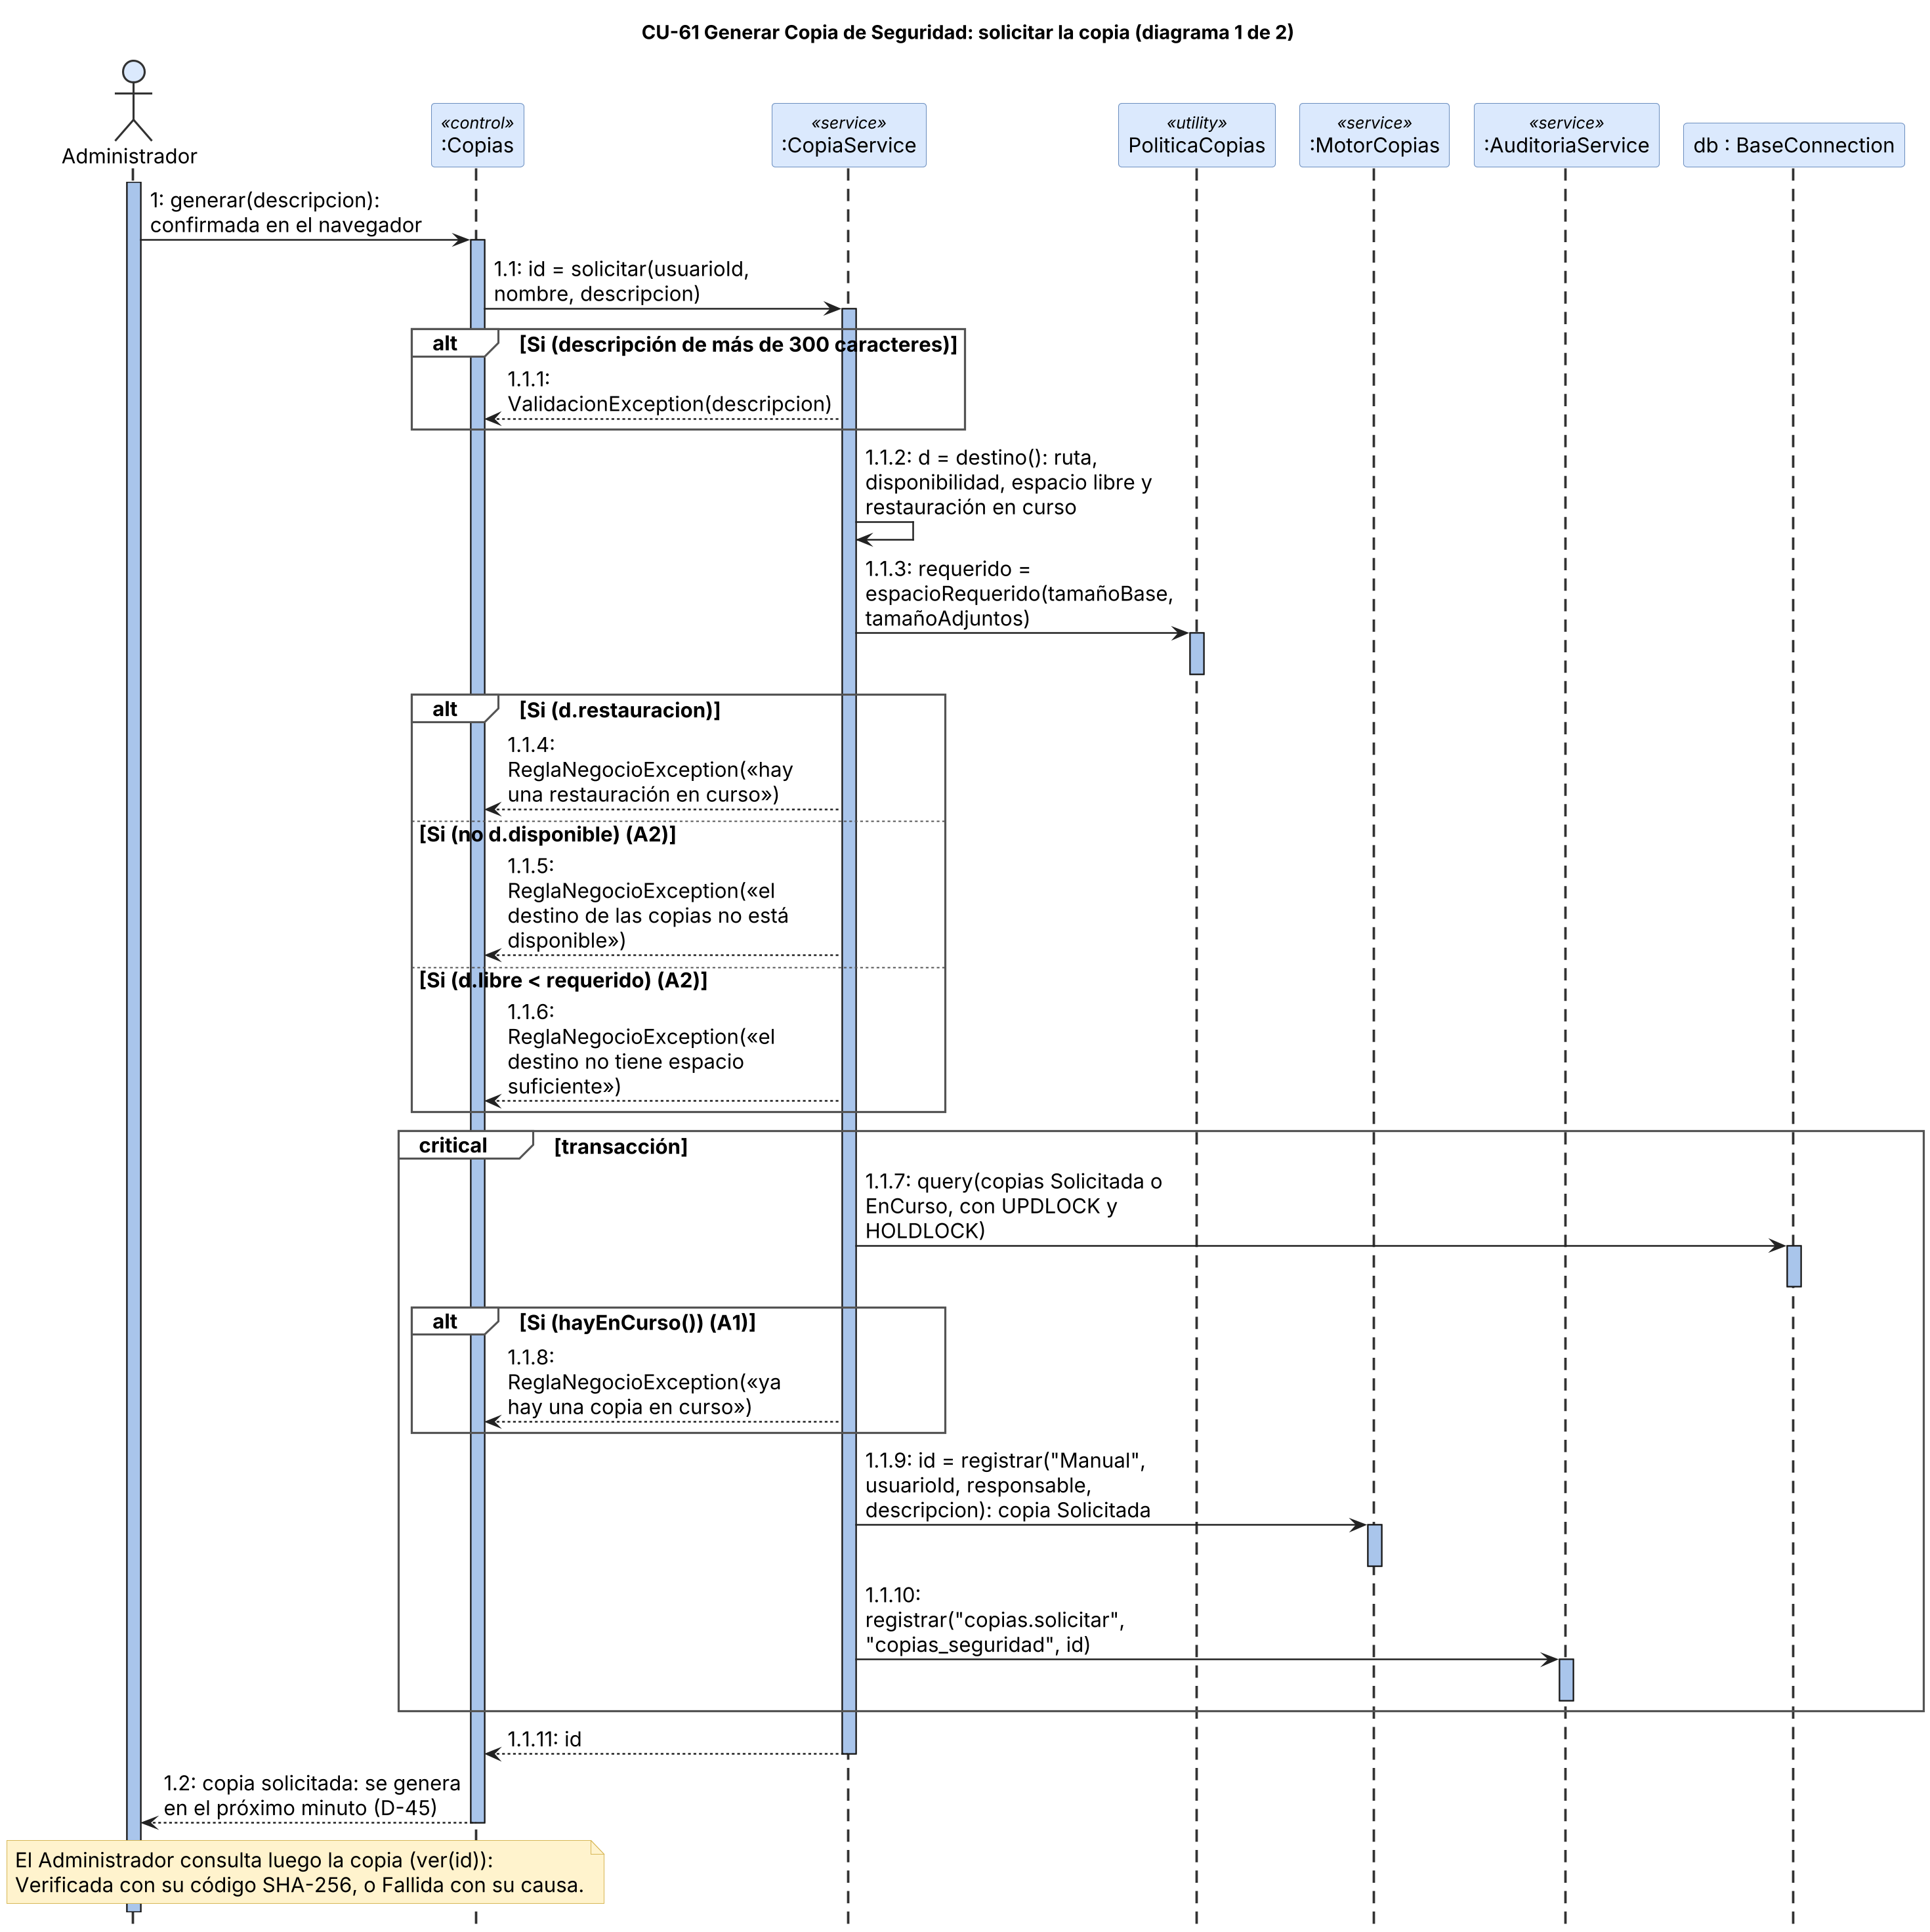 CU-61 Generar Copia de Seguridad: solicitar la copia (diagrama 1 de 2)
Administrador
«control»
:Copias
«service»
:CopiaService
«utility»
PoliticaCopias
«service»
:MotorCopias
«service»
:AuditoriaService
db : BaseConnection
1: generar(descripcion):
confirmada en el navegador
1.1: id = solicitar(usuarioId,
nombre, descripcion)
alt
[Si (descripción de más de 300 caracteres)]
1.1.1:
ValidacionException(descripcion)
1.1.2: d = destino(): ruta,
disponibilidad, espacio libre y
restauración en curso
1.1.3: requerido =
espacioRequerido(tamañoBase,
tamañoAdjuntos)
alt
[Si (d.restauracion)]
1.1.4:
ReglaNegocioException(«hay
una restauración en curso»)
[Si (no d.disponible) (A2)]
1.1.5:
ReglaNegocioException(«el
destino de las copias no está
disponible»)
[Si (d.libre < requerido) (A2)]
1.1.6:
ReglaNegocioException(«el
destino no tiene espacio
suficiente»)
critical
[transacción]
1.1.7: query(copias Solicitada o
EnCurso, con UPDLOCK y
HOLDLOCK)
alt
[Si (hayEnCurso()) (A1)]
1.1.8:
ReglaNegocioException(«ya
hay una copia en curso»)
1.1.9: id = registrar("Manual",
usuarioId, responsable,
descripcion): copia Solicitada
1.1.10:
registrar("copias.solicitar",
"copias_seguridad", id)
1.1.11: id
1.2: copia solicitada: se genera
en el próximo minuto (D-45)
El Administrador consulta luego la copia (ver(id)):
Verificada con su código SHA-256, o Fallida con su causa.